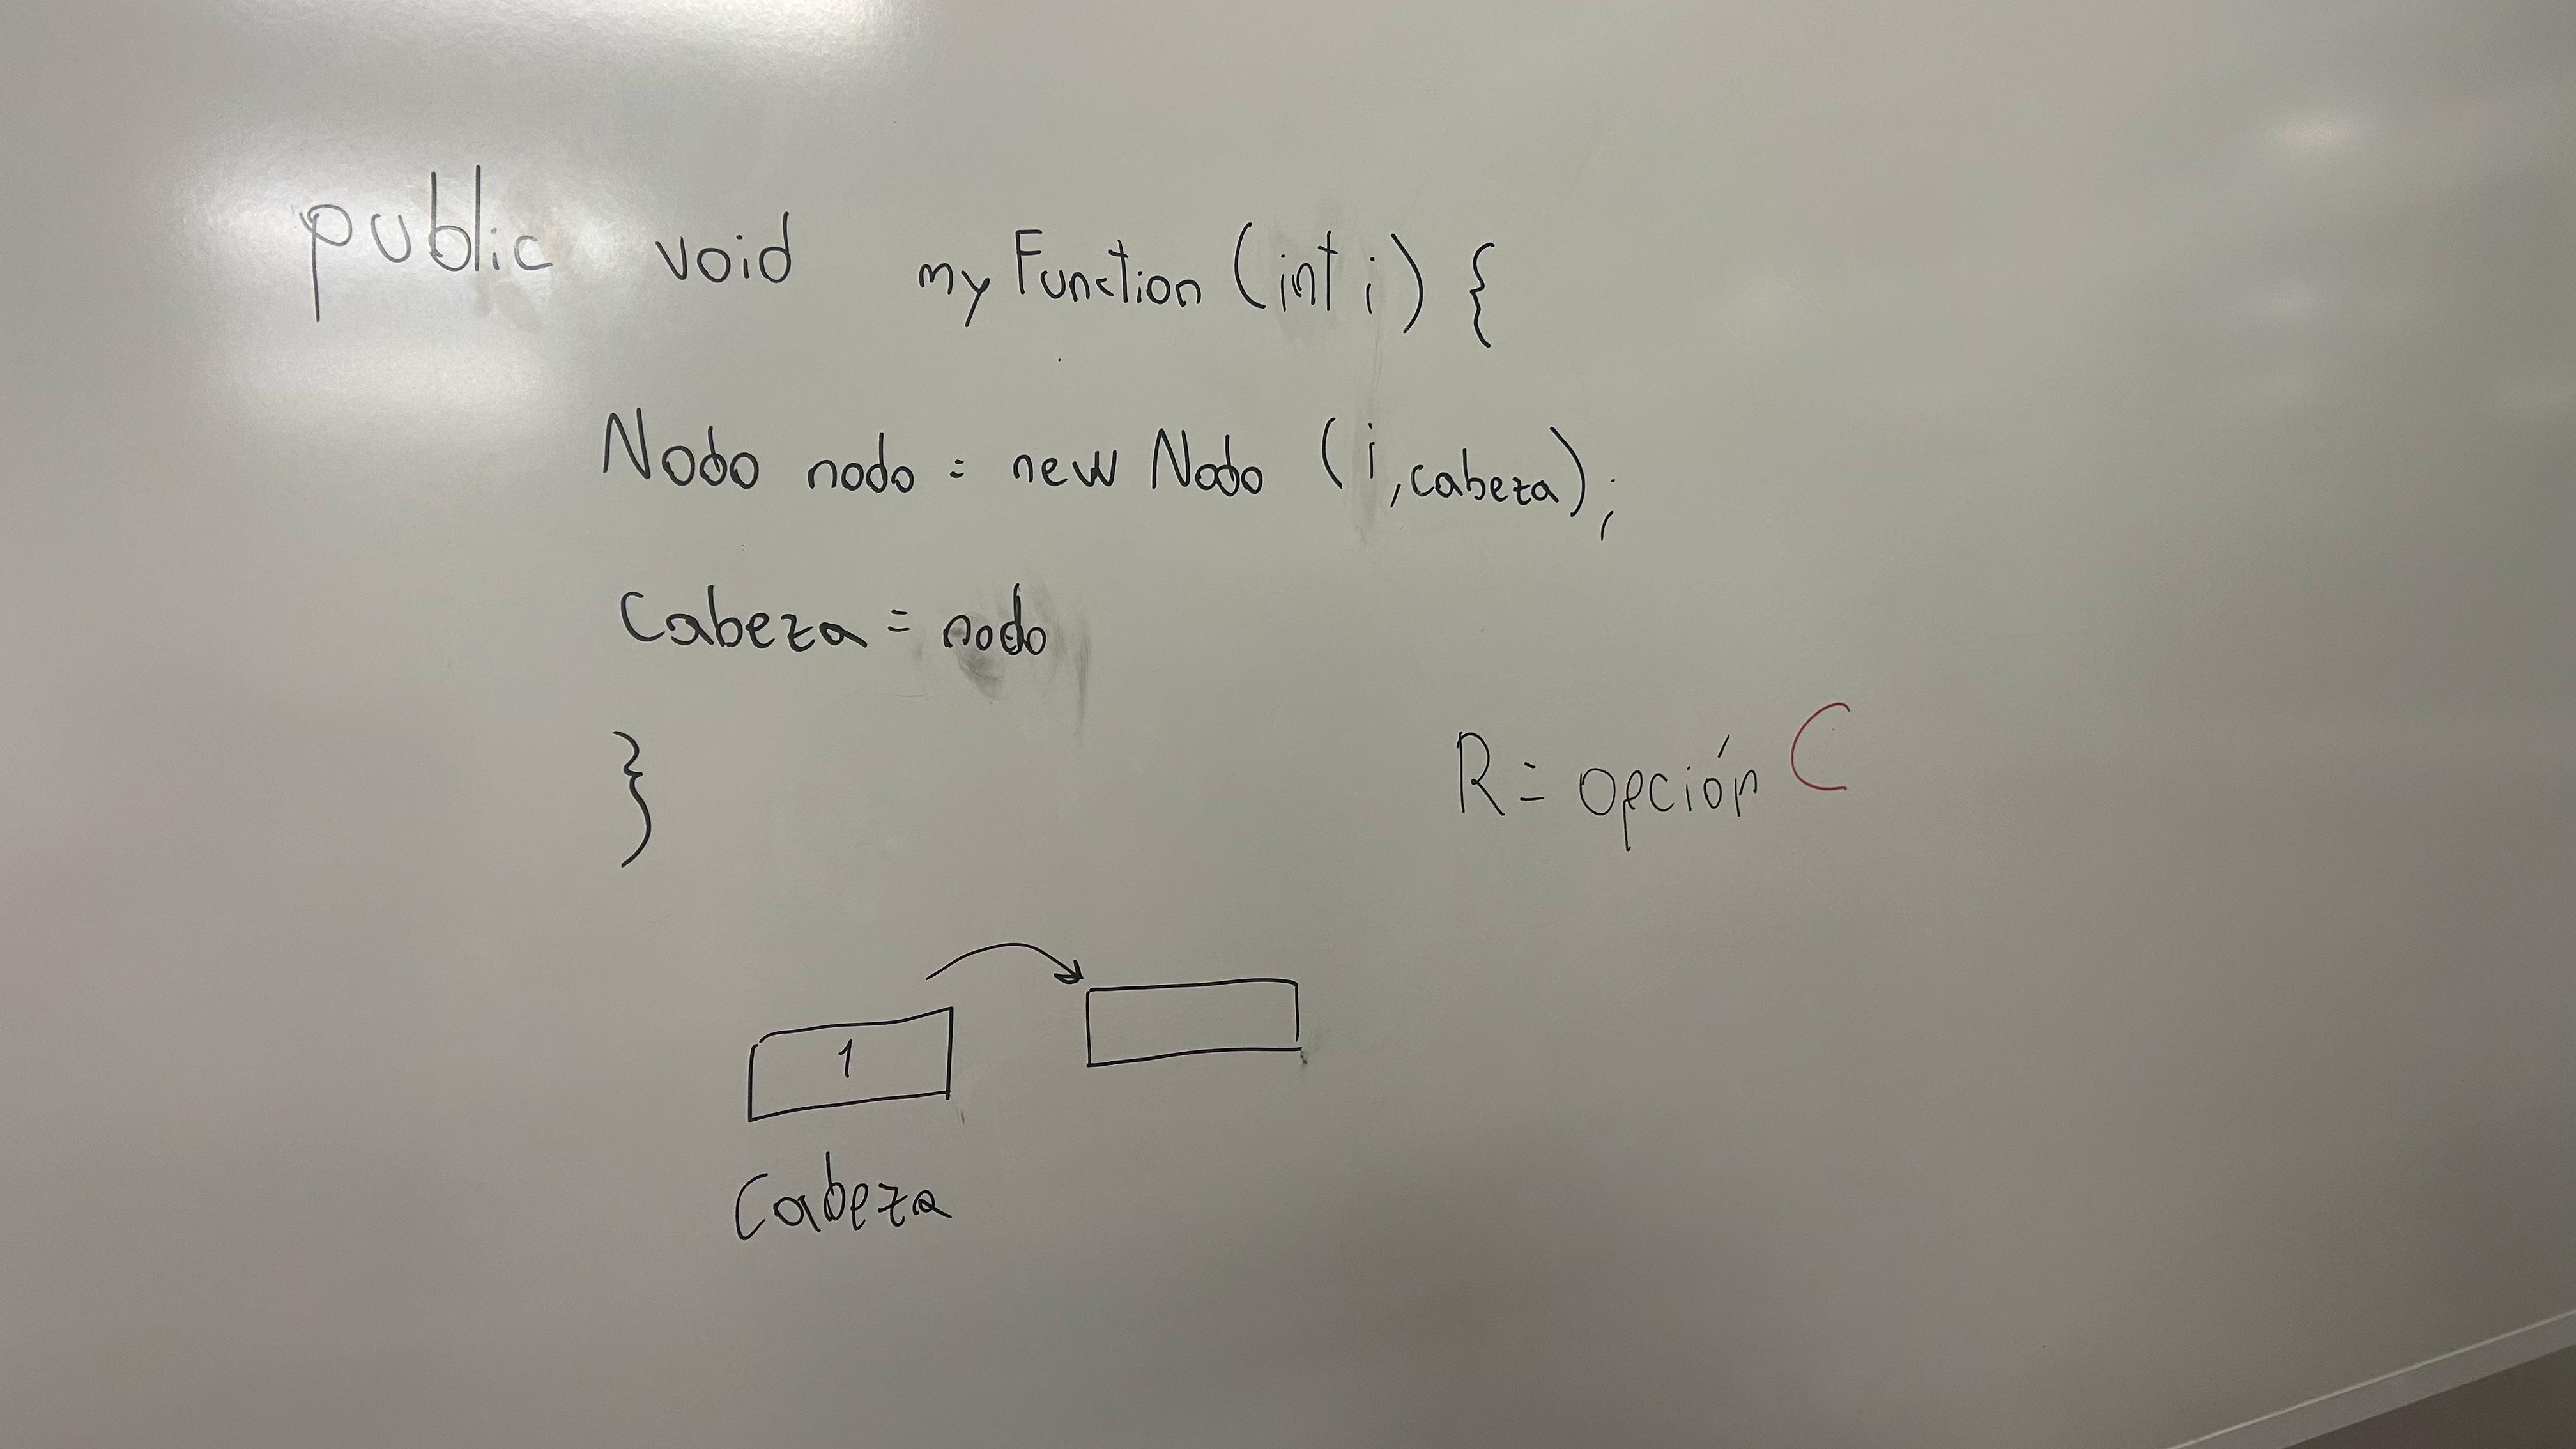 public void myFunction (int i) {
Nodo nodo = new Nodo (i, cabeza);
Cabeza = nodo
}
R = opción C
1
Cabeza